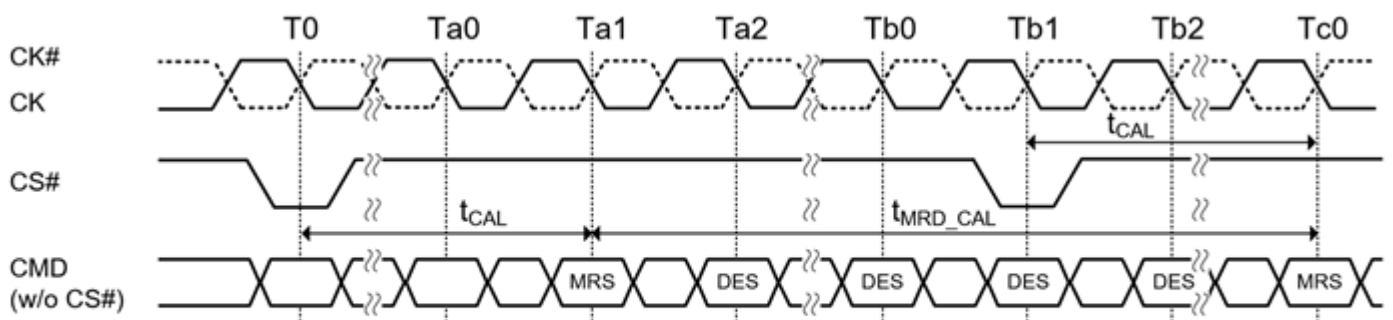 T0 Ta0 Ta1 Ta2 Tb0 Tb1 Tb2 Tc0
CK#
CK
tCAL
CS#
tCAL tMRD_CAL
CMD
(w/o CS#)
MRS DES DES DES DES MRS